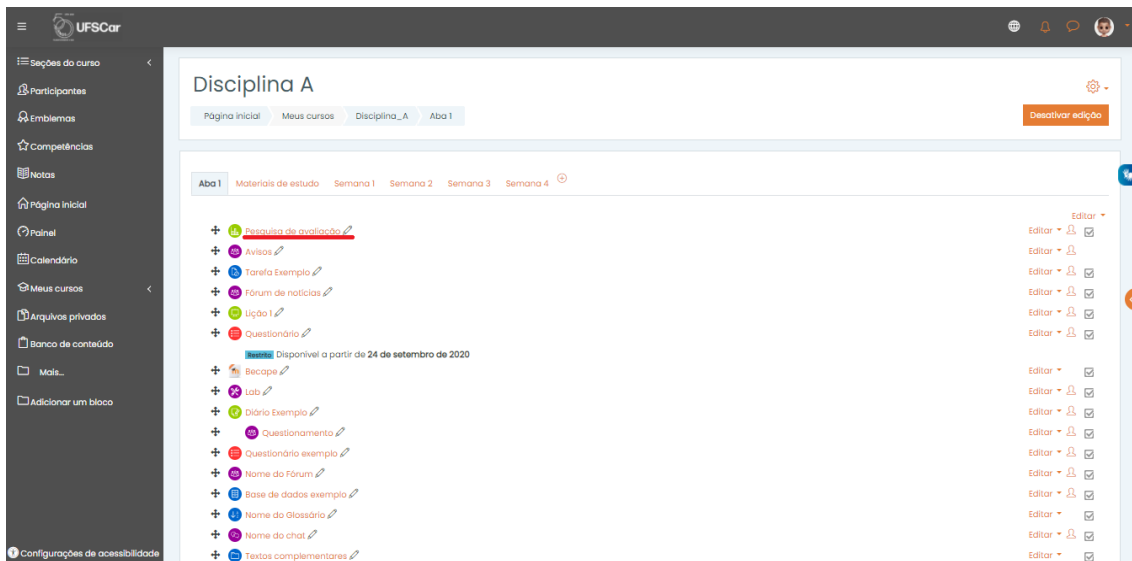 UFSCar
Seções do curso
Participantes
Emblemas
Competências
Notas
Página inicial
Painel
Calendário
Meus cursos
Arquivos privados
Banco de conteúdo
Mais...
Adicionar um bloco
Configurações de acessibilidade
Disciplina A
Página inicial Meus cursos Disciplina_A Aba 1
Desativar edição
Aba 1 Materiais de estudo Semana 1 Semana 2 Semana 3 Semana 4
Editar
Pesquisa de avaliação Editar
Avisos Editar
Tarefa Exemplo Editar
Fórum de notícias Editar
Lição 1 Editar
Questionário Editar
Restrito Disponível a partir de 24 de setembro de 2020
Becape Editar
Lab Editar
Diário Exemplo Editar
Questionamento Editar
Questionário exemplo Editar
Nome do Fórum Editar
Base de dados exemplo Editar
Nome do Glossário Editar
Nome do chat Editar
Textos complementares Editar